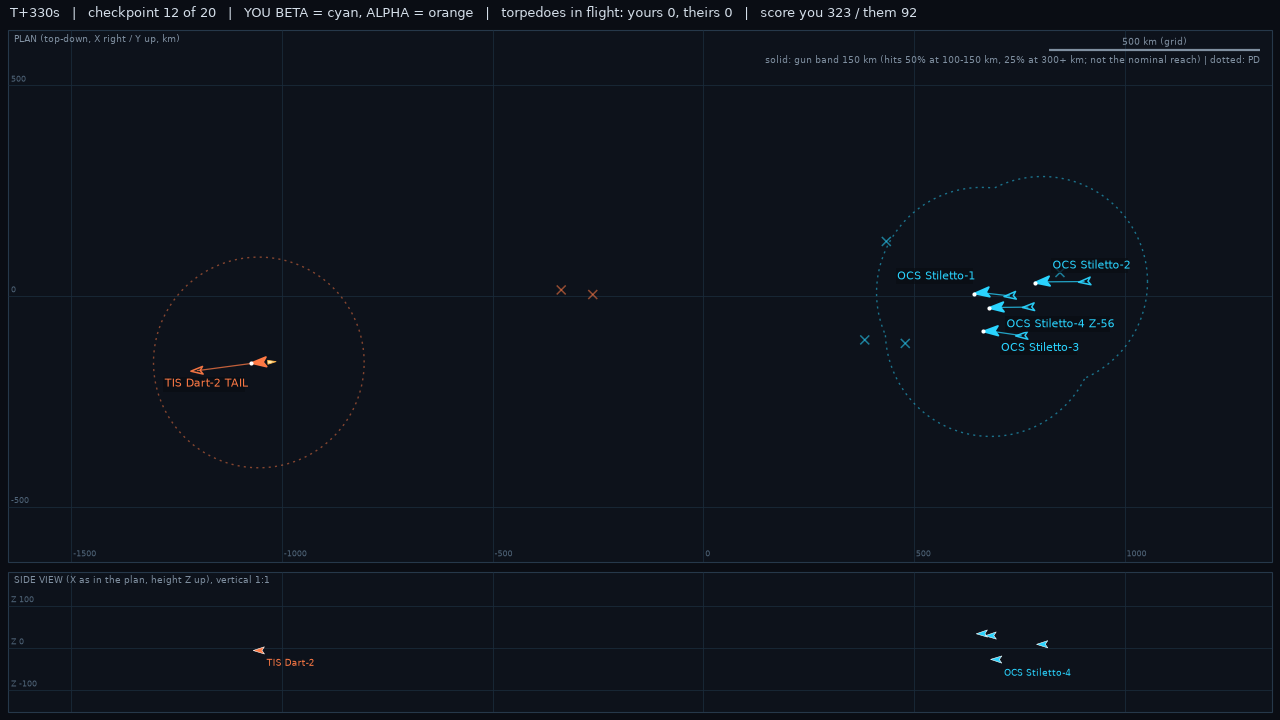 T+330s | checkpoint 12 of 20 | YOU BETA = cyan, ALPHA = orange | torpedoes in flight: yours 0, theirs 0 | score you 323 / them 92
PLAN (top-down, X right / Y up, km)
500 km (grid)
solid: gun band 150 km (hits 50% at 100-150 km, 25% at 300+ km; not the nominal reach) | dotted: PD
500
OCS Stiletto-2
OCS Stiletto-1
0
OCS Stiletto-4 Z-56
OCS Stiletto-3
TIS Dart-2 TAIL
-500
-1500
-1000
-500
0
500
1000
SIDE VIEW (X as in the plan, height Z up), vertical 1:1
Z 100
Z 0
TIS Dart-2
OCS Stiletto-4
Z -100